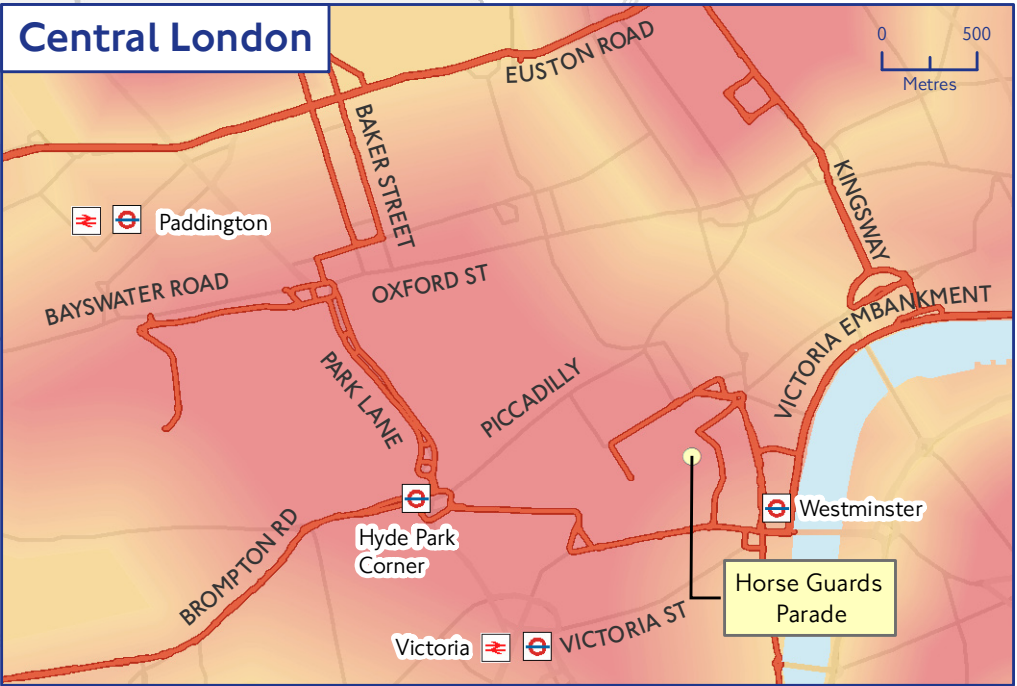 Central London
0 500
Metres
EUSTON ROAD
BAKER STREET
KINGSWAY
Paddington
BAYSWATER ROAD
OXFORD ST
VICTORIA EMBANKMENT
PARK LANE
PICCADILLY
Westminster
Hyde Park
Corner
BROMPTON RD
Horse Guards
Parade
Victoria
VICTORIA ST